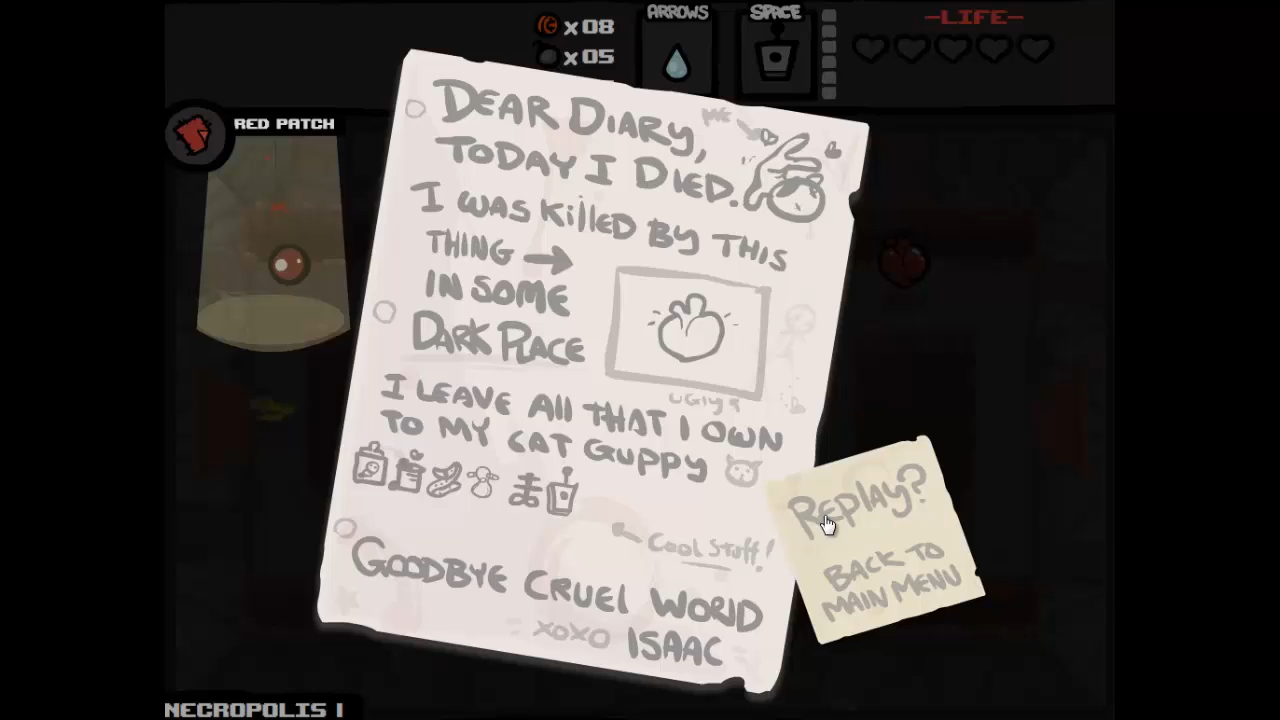 x08
x05
ARROWS
SPACE
—LIFE—
RED PATCH
DEAR DIARY,
TODAY I DIED.
ME
I WAS KILLED BY THIS
THING
IN SOME
DARK PLACE
UGLY
I LEAVE ALL THAT I OWN
TO MY CAT GUPPY
COOL STUFF!
GOODBYE CRUEL WORLD
XOXO ISAAC
REPLAY?
BACK TO
MAIN MENU
NECROPOLIS I